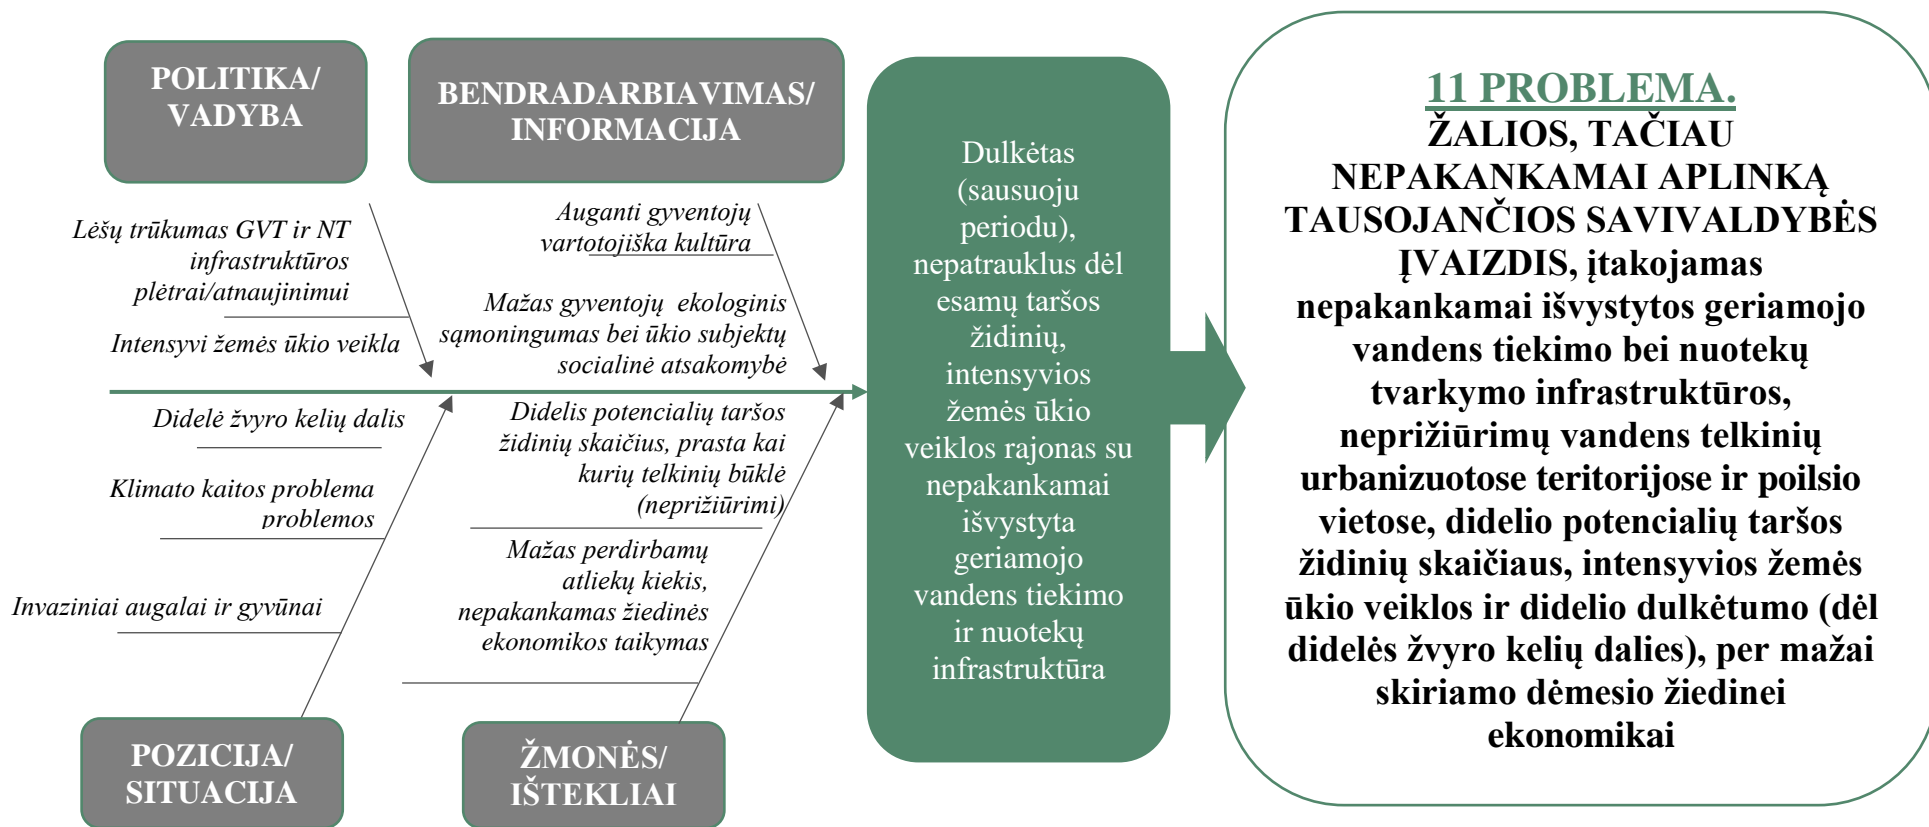 POLITIKA/
VADYBA
BENDRADARBIAVIMAS/
INFORMACIJA
Lėšų trūkumas GVT ir NT
infrastruktūros
plėtrai/atnaujinimui
Intensyvi žemės ūkio veikla
Auganti gyventojų
vartotojiška kultūra
Mažas gyventojų ekologinis
sąmoningumas bei ūkio subjektų
socialinė atsakomybė
Didelė žvyro kelių dalis
Klimato kaitos problema
problemos
Invaziniai augalai ir gyvūnai
Didelis potencialių taršos
židinių skaičius, prasta kai
kurių telkinių būklė
(neprižiūrimi)
Mažas perdirbamų
atliekų kiekis,
nepakankamas žiedinės
ekonomikos taikymas
POZICIJA/
SITUACIJA
ŽMONĖS/
IŠTEKLIAI
Dulkėtas
(sausuoju
periodu),
nepatrauklus dėl
esamų taršos
židinių,
intensyvios
žemės ūkio
veiklos rajonas su
nepakankamai
išvystyta
geriamojo
vandens tiekimo
ir nuotekų
infrastruktūra
11 PROBLEMA.
ŽALIOS, TAČIAU
NEPAKANKAMAI APLINKĄ
TAUSOJANČIOS SAVIVALDYBĖS
ĮVAIZDIS, įtakojamas
nepakankamai išvystytos geriamojo
vandens tiekimo bei nuotekų
tvarkymo infrastruktūros,
neprižiūrimų vandens telkinių
urbanizuotose teritorijose ir poilsio
vietose, didelio potencialių taršos
židinių skaičiaus, intensyvios žemės
ūkio veiklos ir didelio dulkėtumo (dėl
didelės žvyro kelių dalies), per mažai
skiriamo dėmesio žiedinei
ekonomikai